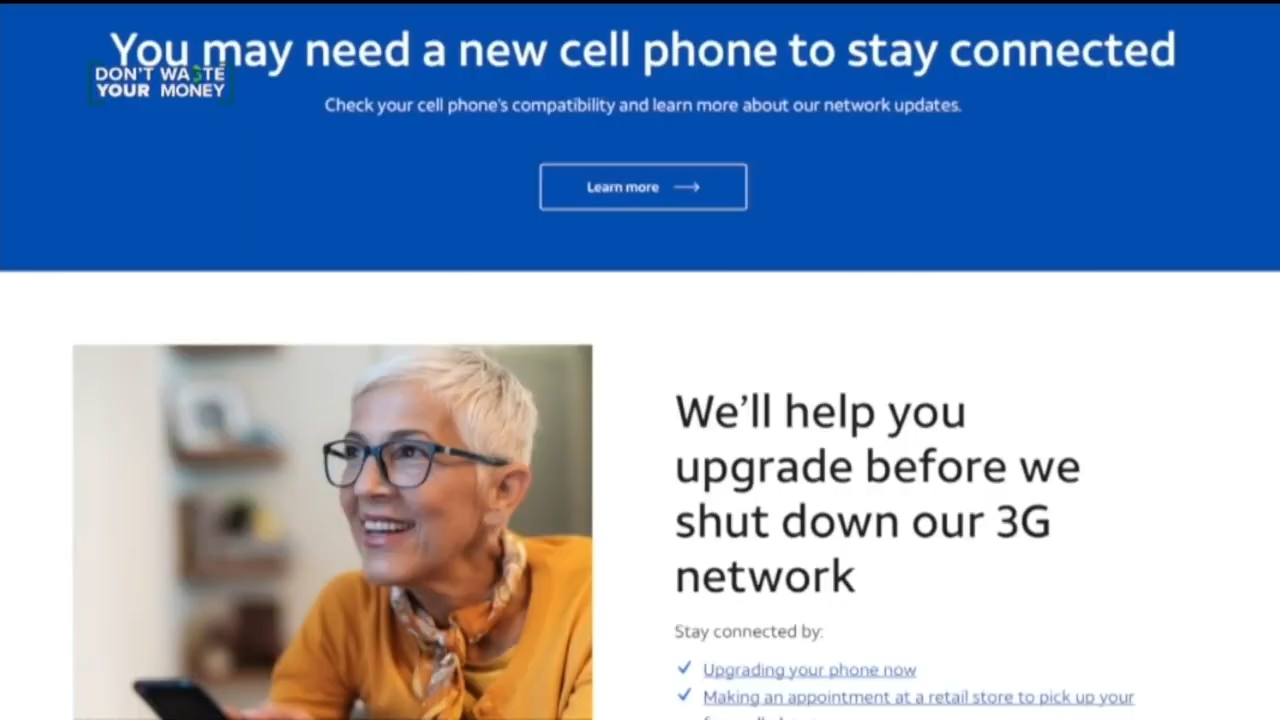 You may need a new cell phone to stay connected
DON'T WA$TE
YOUR MONEY
Check your cell phone's compatibility and learn more about our network updates.
Learn more
We'll help you
upgrade before we
shut down our 3G
network
Stay connected by:
Upgrading your phone now
Making an appointment at a retail store to pick up your